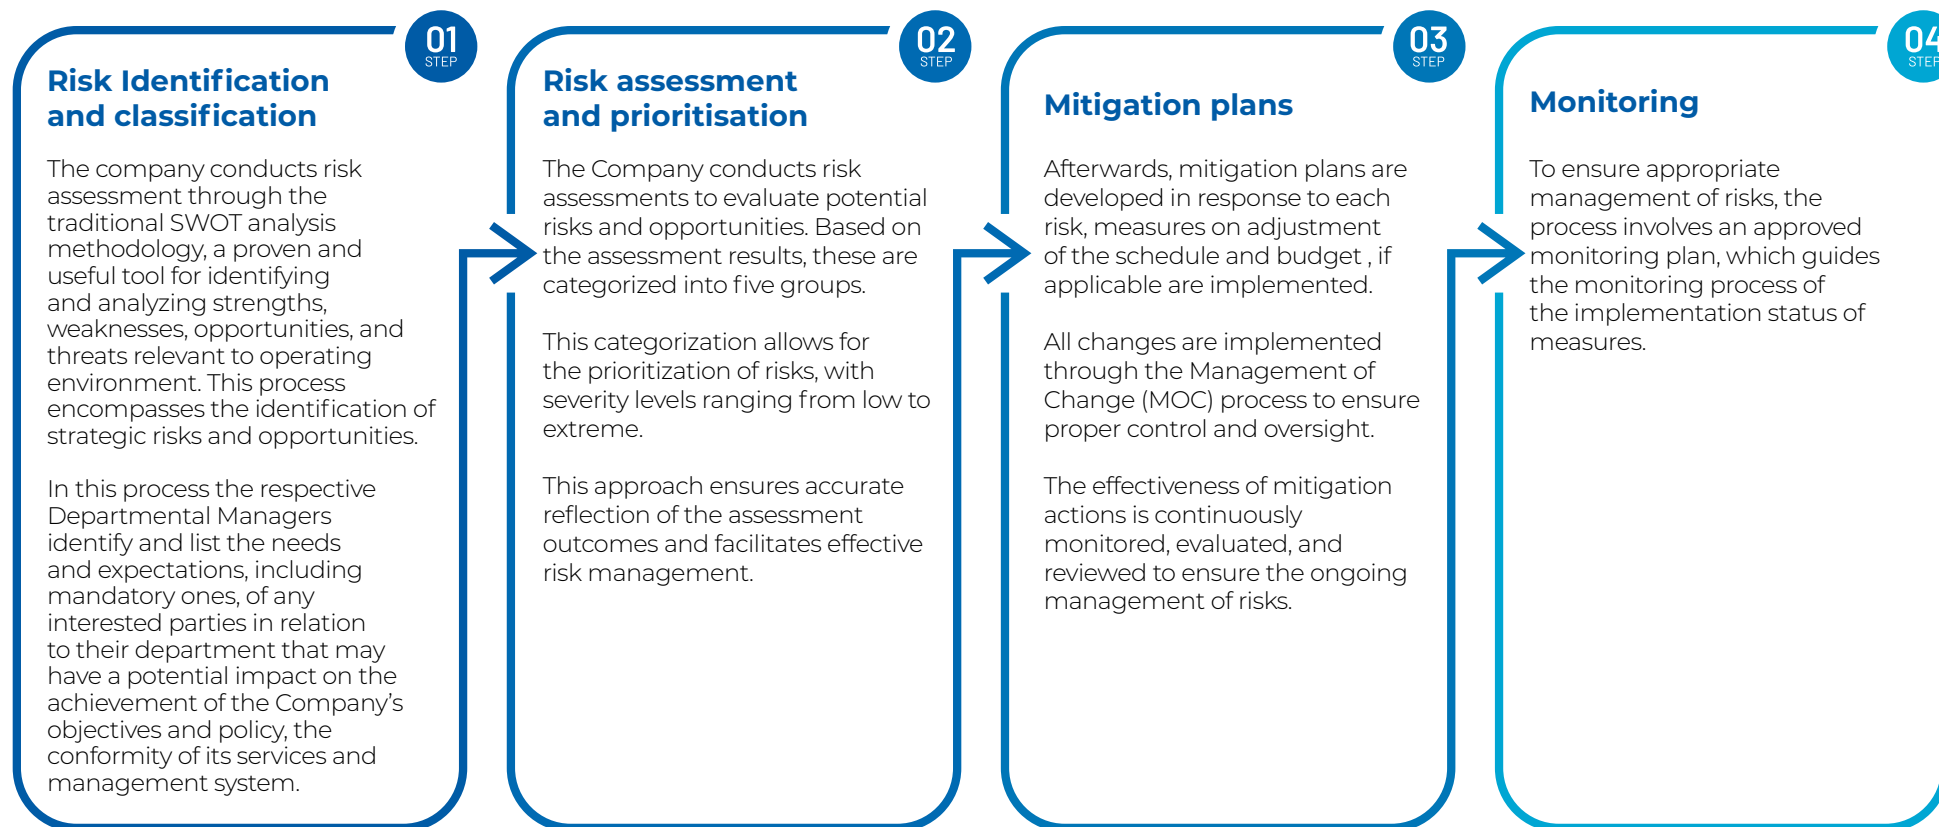 01
STEP
Risk Identification
and classification
The company conducts risk
assessment through the
traditional SWOT analysis
methodology, a proven and
useful tool for identifying
and analyzing strengths,
weaknesses, opportunities, and
threats relevant to operating
environment. This process
encompasses the identification of
strategic risks and opportunities.
In this process the respective
Departmental Managers
identify and list the needs
and expectations, including
mandatory ones, of any
interested parties in relation
to their department that may
have a potential impact on the
achievement of the Company’s
objectives and policy, the
conformity of its services and
management system.
02
STEP
Risk assessment
and prioritisation
The Company conducts risk
assessments to evaluate potential
risks and opportunities. Based on
the assessment results, these are
categorized into five groups.
This categorization allows for
the prioritization of risks, with
severity levels ranging from low to
extreme.
This approach ensures accurate
reflection of the assessment
outcomes and facilitates effective
risk management.
03
STEP
Mitigation plans
Afterwards, mitigation plans are
developed in response to each
risk, measures on adjustment
of the schedule and budget , if
applicable are implemented.
All changes are implemented
through the Management of
Change (MOC) process to ensure
proper control and oversight.
The effectiveness of mitigation
actions is continuously
monitored, evaluated, and
reviewed to ensure the ongoing
management of risks.
04
STEP
Monitoring
To ensure appropriate
management of risks, the
process involves an approved
monitoring plan, which guides
the monitoring process of
the implementation status of
measures.